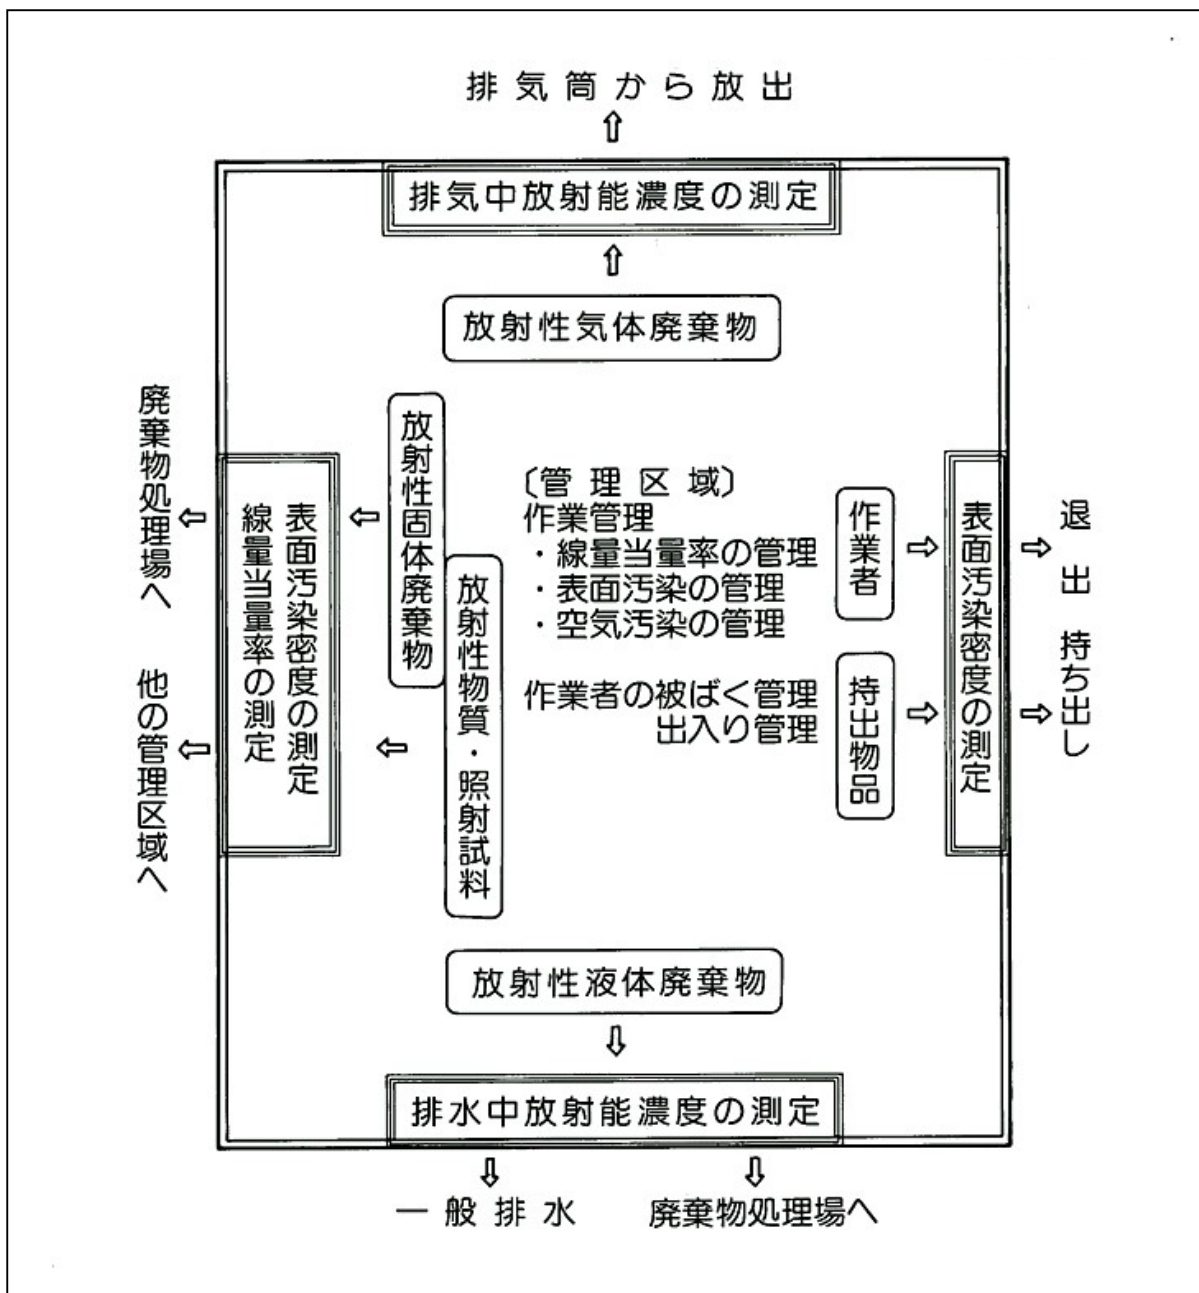 排気筒から放出
排気中放射能濃度の測定
放射性気体廃棄物
廃棄物処理場へ
他の管理区域へ
表面汚染密度の測定
線量当量率の測定
放射性固体廃棄物
放射性物質・照射試料
〔管理区域〕
作業管理
・線量当量率の管理
・表面汚染の管理
・空気汚染の管理
作業者の被ばく管理
出入り管理
作業者
持出物品
表面汚染密度の測定
退出
持ち出し
放射性液体廃棄物
排水中放射能濃度の測定
一般排水
廃棄物処理場へ